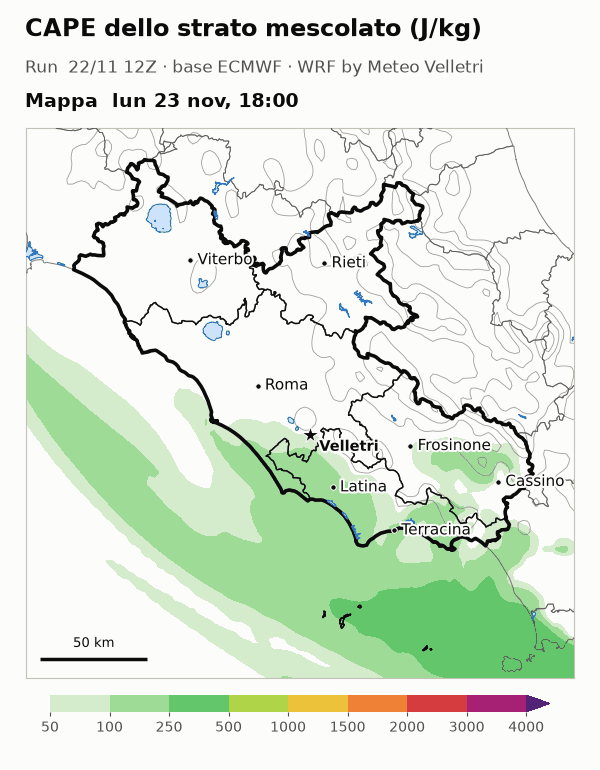 CAPE dello strato mescolato (J/kg)
Run  22/11 12Z · base ECMWF · WRF by Meteo Velletri
Mappa  lun 23 nov, 18:00
Viterbo
Rieti
Roma
Velletri
Frosinone
Cassino
Latina
Terracina
50 km
50 100 250 500 1000 1500 2000 3000 4000